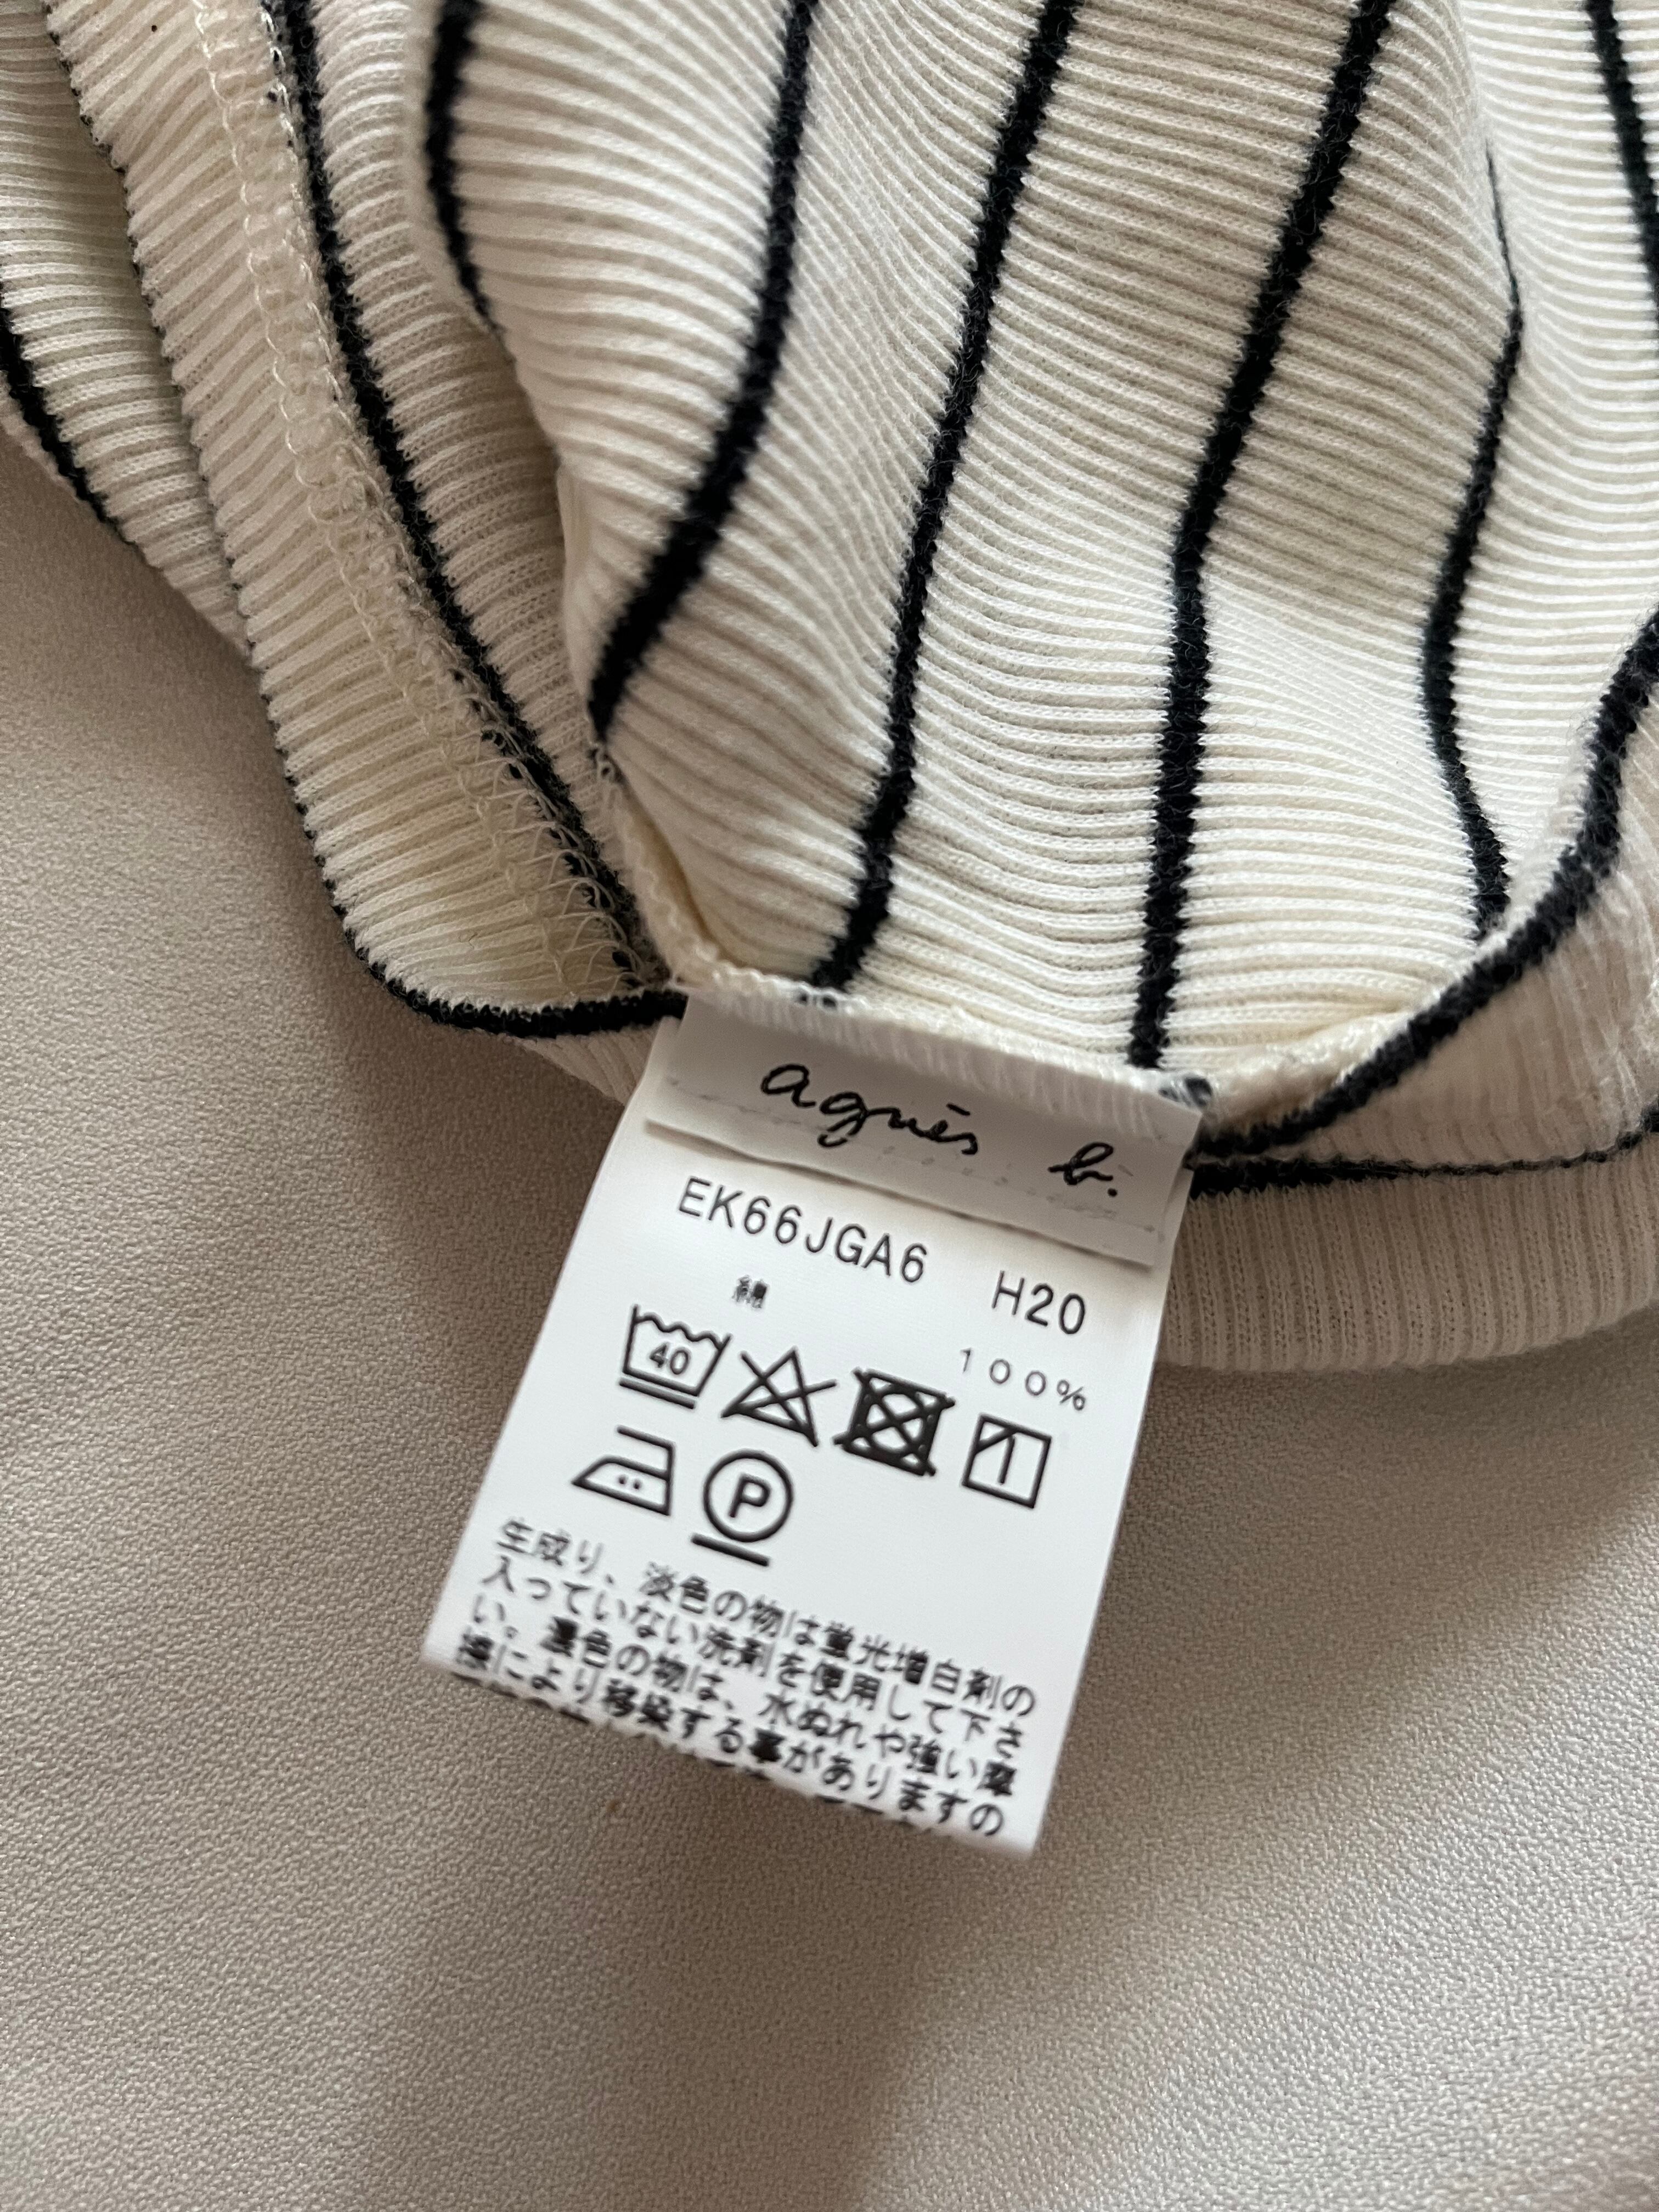 agnès b.
EK66JGA6 H20
綿 100%
40
P
生成り、淡色の物は蛍光増白剤の
入っていない洗剤を使用して下さ
い。濃色の物は、水ぬれや強い摩
擦により移染する事がありますの